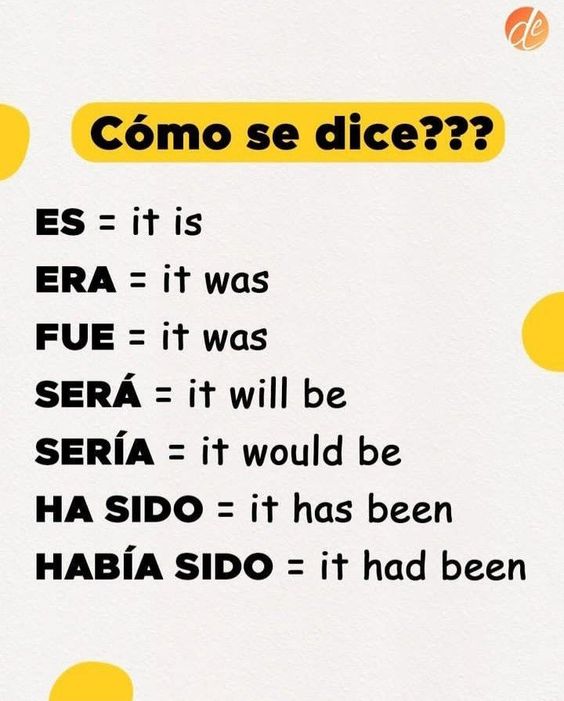 de
Cómo se dice???
ES = it is
ERA = it was
FUE = it was
SERÁ = it will be
SERÍA = it would be
HA SIDO = it has been
HABÍA SIDO = it had been